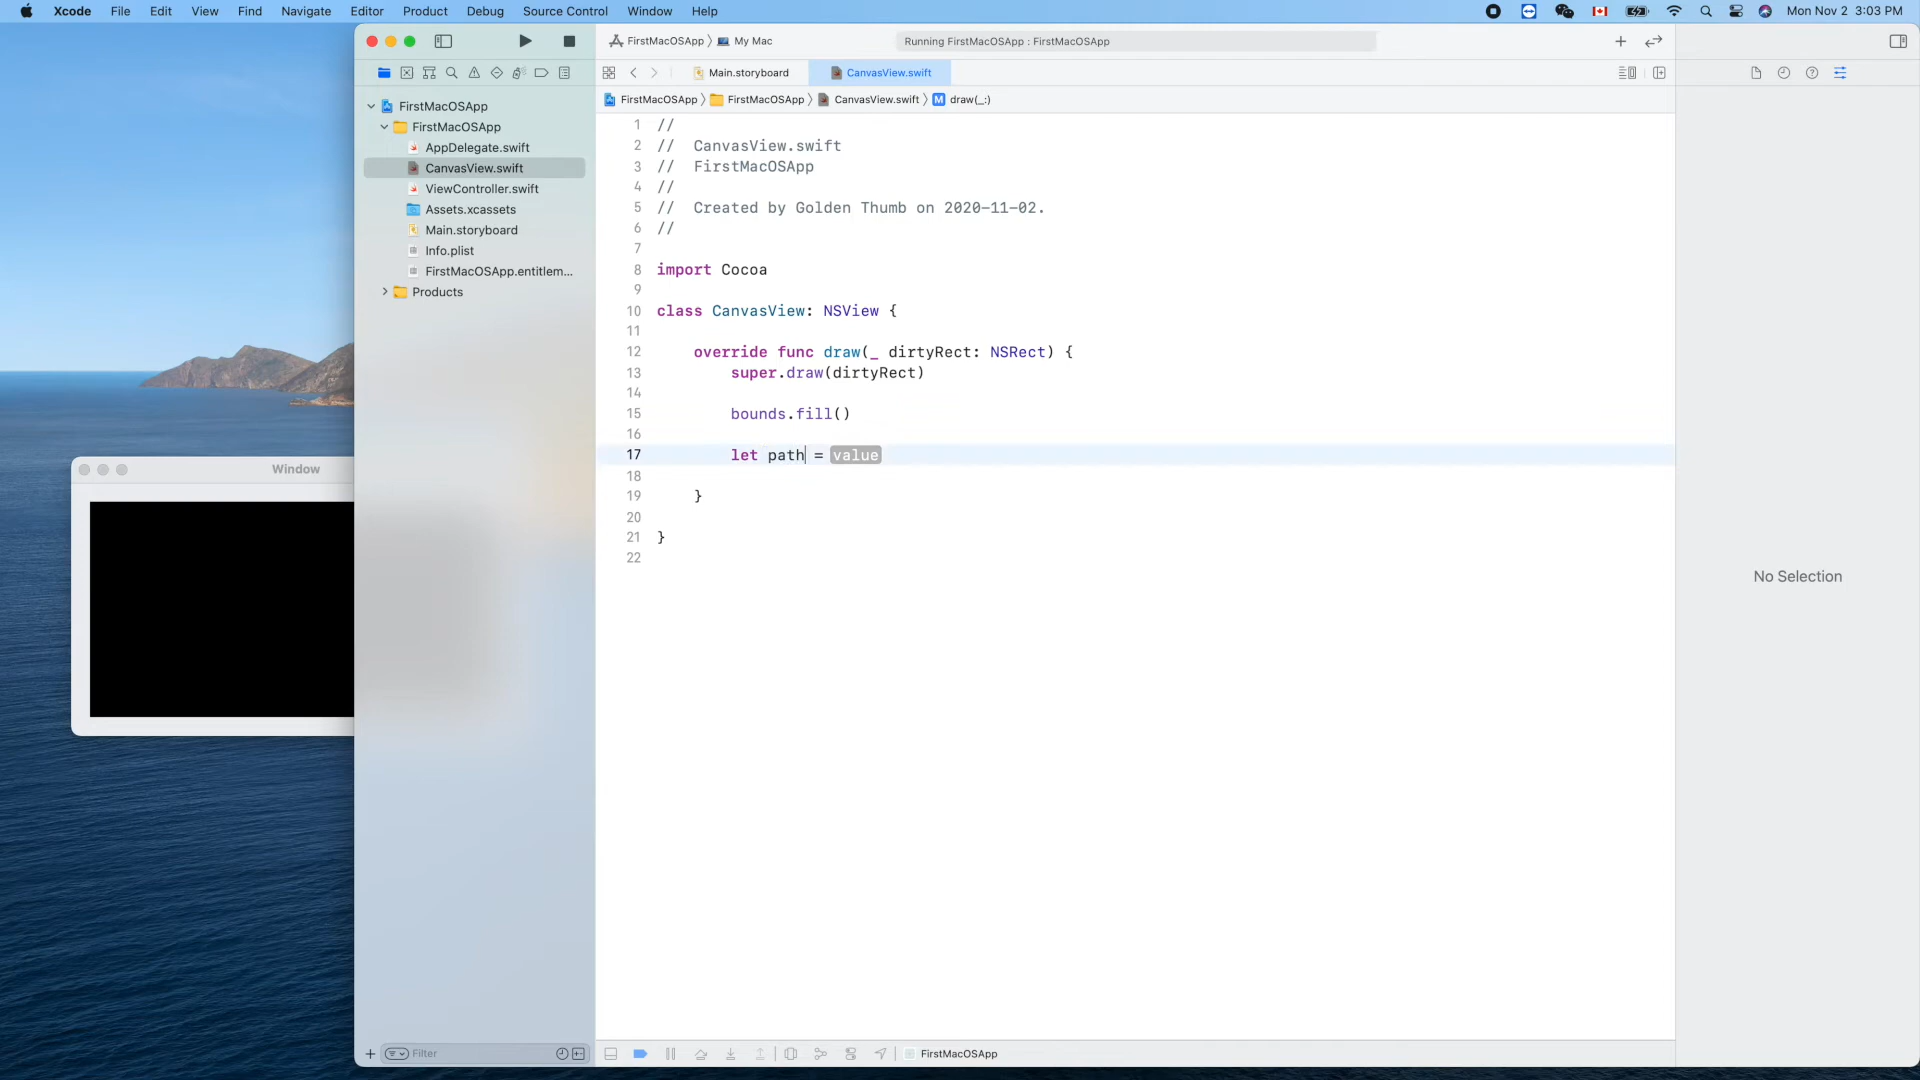 Xcode File Edit View Find Navigate Editor Product Debug Source Control Window Help Mon Nov 2 3:03 PM
FirstMacOSApp My Mac Running FirstMacOSApp : FirstMacOSApp
Main.storyboard CanvasView.swift
FirstMacOSApp FirstMacOSApp CanvasView.swift M draw(_:)
FirstMacOSApp
FirstMacOSApp
AppDelegate.swift
CanvasView.swift
ViewController.swift
Assets.xcassets
Main.storyboard
Info.plist
FirstMacOSApp.entitlem...
Products
1 //
2 // CanvasView.swift
3 // FirstMacOSApp
4 //
5 // Created by Golden Thumb on 2020-11-02.
6 //
7
8 import Cocoa
9
10 class CanvasView: NSView {
11
12 override func draw(_ dirtyRect: NSRect) {
13 super.draw(dirtyRect)
14
15 bounds.fill()
16
17 let path = value
18
19 }
20
21 }
22
Window
No Selection
Filter
FirstMacOSApp